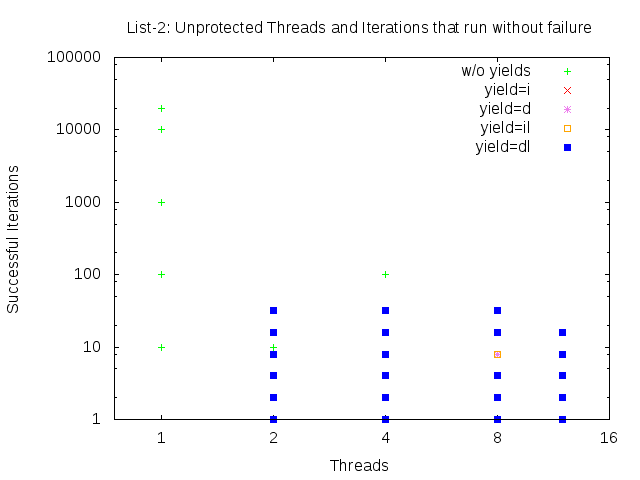 List-2: Unprotected Threads and Iterations that run without failure
100000
10000
1000
100
10
1
Successful Iterations
w/o yields
yield=i
yield=d
yield=il
yield=dl
1 2 4 8 16
Threads